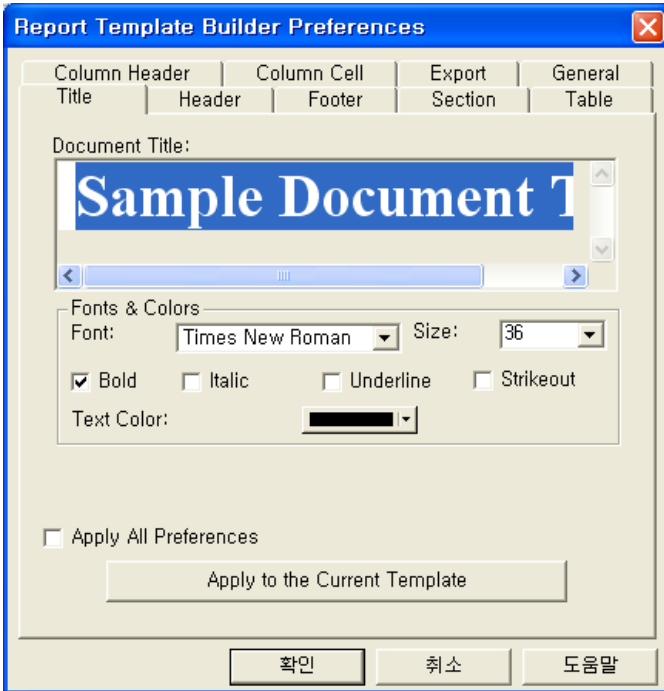 Report Template Builder Preferences
Column Header Column Cell Export General
Title Header Footer Section Table
Document Title:
Sample Document T
Fonts & Colors
Font: Times New Roman Size: 36
Bold Italic Underline Strikeout
Text Color:
Apply All Preferences
Apply to the Current Template
확인 취소 도움말